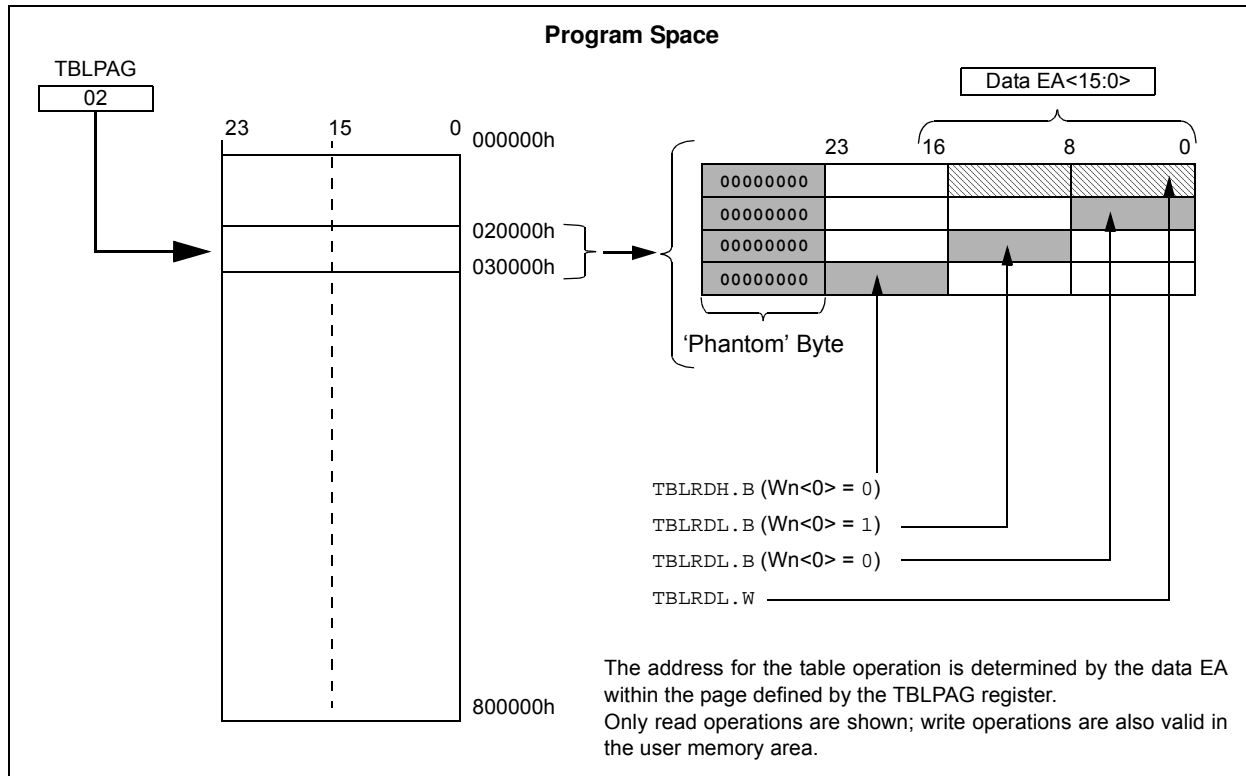 Program Space
TBLPAG
02
Data EA<15:0>
23 15 0
000000h
020000h
030000h
800000h
23 16 8 0
00000000
00000000
00000000
00000000
‘Phantom’ Byte
TBLRDH.B (Wn<0> = 0)
TBLRDL.B (Wn<0> = 1)
TBLRDL.B (Wn<0> = 0)
TBLRDL.W
The address for the table operation is determined by the data EA
within the page defined by the TBLPAG register.
Only read operations are shown; write operations are also valid in
the user memory area.